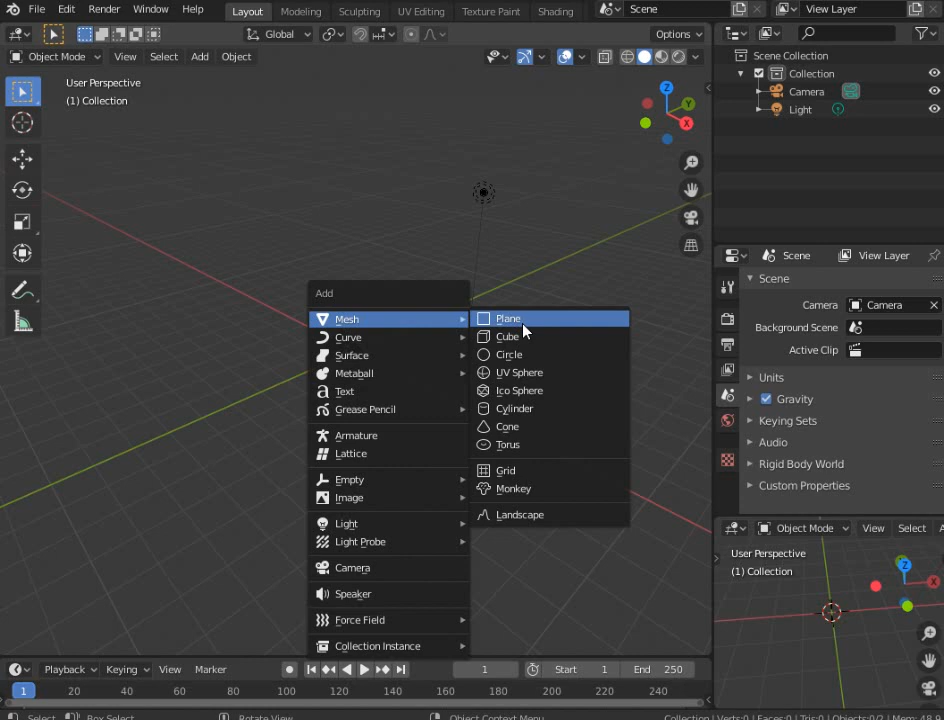 File Edit Render Window Help Layout Modeling Sculpting UV Editing Texture Paint Shading Scene View Layer
Global Options
Object Mode View Select Add Object
User Perspective
(1) Collection
Z
Y
X
Scene Collection
Collection
Camera
Light
Scene View Layer
Scene
Camera Camera
Background Scene
Active Clip
Units
Gravity
Keying Sets
Audio
Rigid Body World
Custom Properties
Add
Mesh
Curve
Surface
Metaball
Text
Grease Pencil
Armature
Lattice
Empty
Image
Light
Light Probe
Camera
Speaker
Force Field
Collection Instance
Plane
Cube
Circle
UV Sphere
Ico Sphere
Cylinder
Cone
Torus
Grid
Monkey
Landscape
Object Mode View Select
User Perspective
(1) Collection
Z
X
Playback Keying View Marker 1 Start 1 End 250
1 20 40 60 80 100 120 140 160 180 200 220 240
Select Box Select Rotate View Object Context Menu Collection | Verts:0 | Faces:0 | Tris:0 | Objects:0/2 | Mem: 48.9